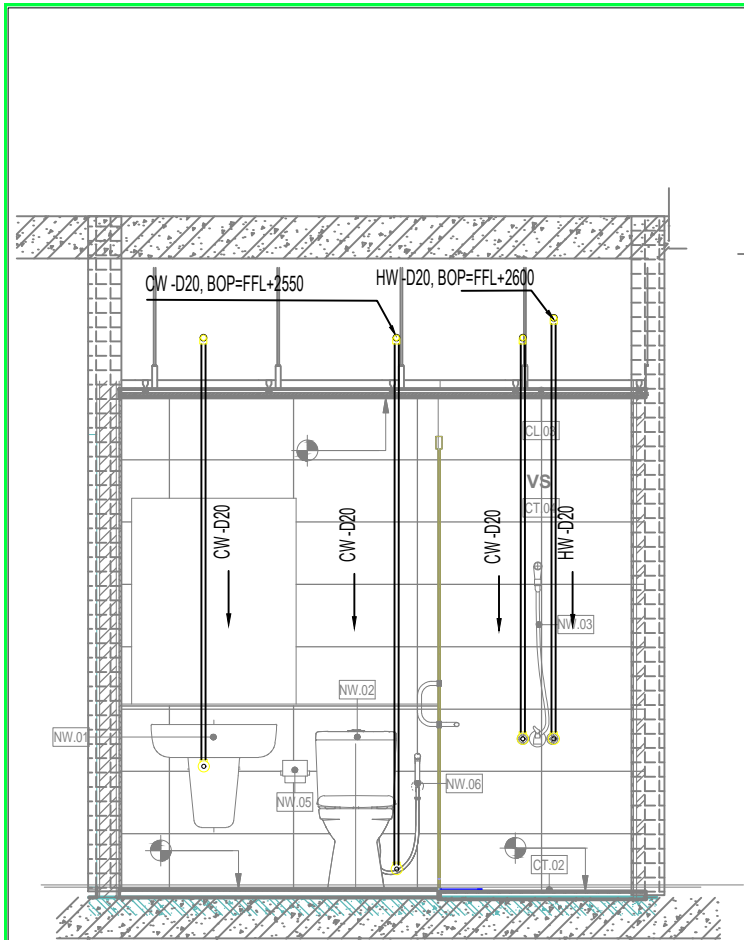 CW -D20, BOP=FFL+2550
HW -D20, BOP=FFL+2600
CL.03
VS
CT.04
CW -D20
CW -D20
CW -D20
HW -D20
NW.03
NW.02
NW.01
NW.05
NW.06
CT.02